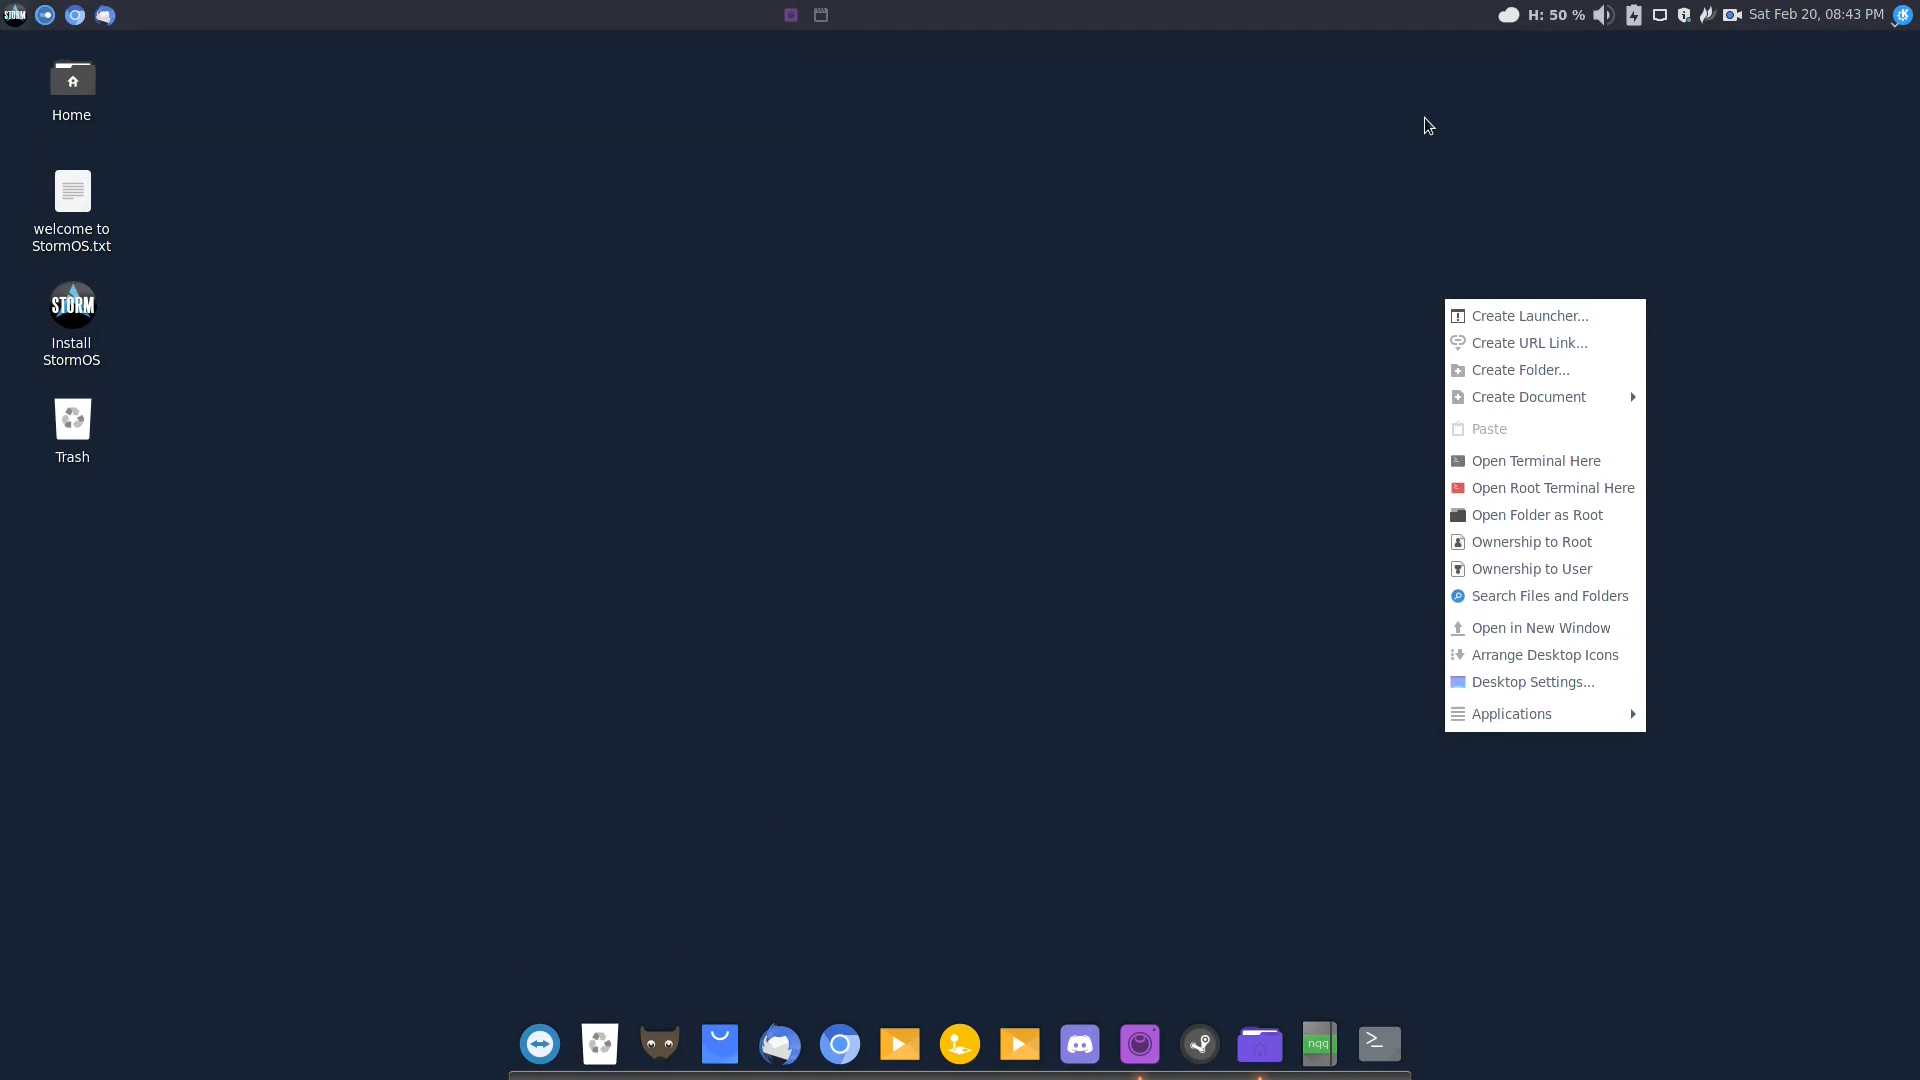 STORM
H: 50 %
Sat Feb 20, 08:43 PM
Home
welcome to
StormOS.txt
STORM
Install
StormOS
Trash
Create Launcher...
Create URL Link...
Create Folder...
Create Document
Paste
Open Terminal Here
Open Root Terminal Here
Open Folder as Root
Ownership to Root
Ownership to User
Search Files and Folders
Open in New Window
Arrange Desktop Icons
Desktop Settings...
Applications
nqq